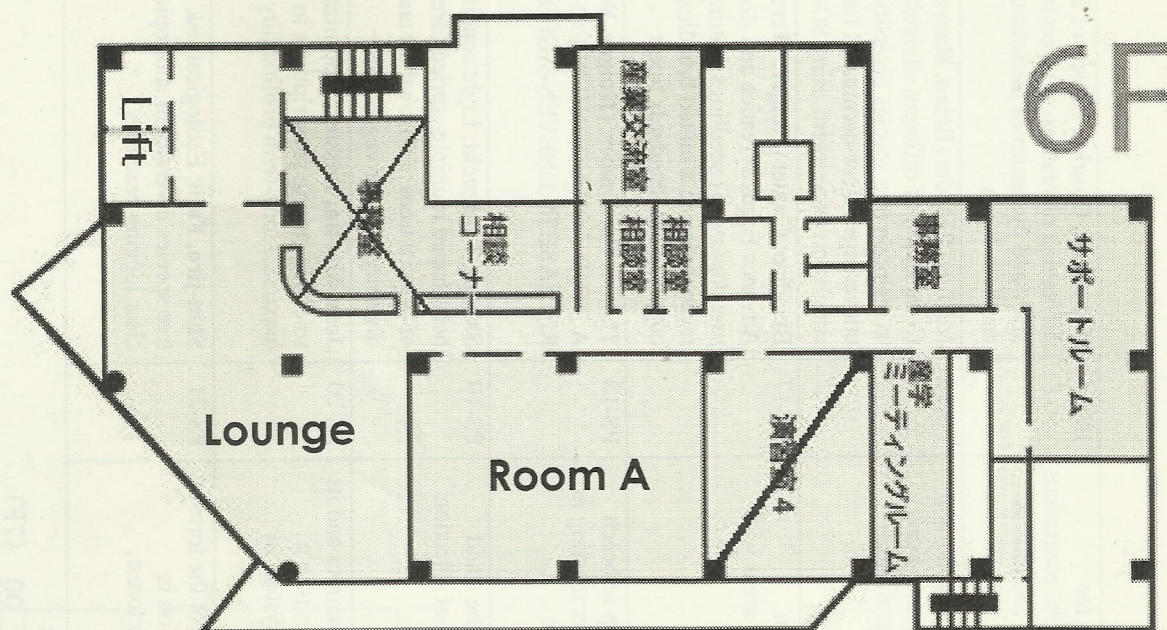 6F
Lift
事務室
相談
コーナー
産業交流室
相談室
相談室
事務室
サポートルーム
Lounge
Room A
演習室4
産学
ミーティングルーム